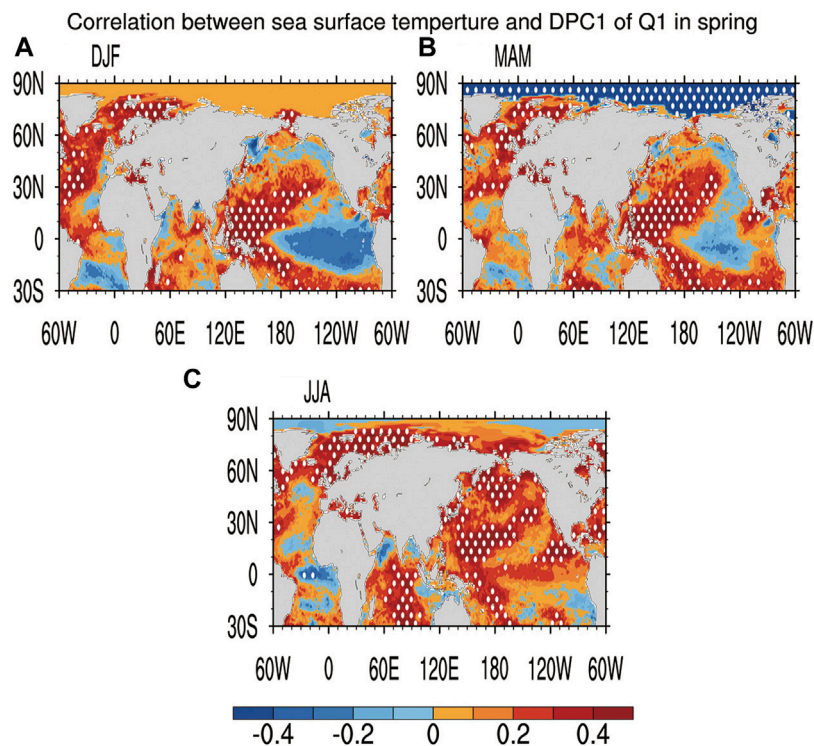 Correlation between sea surface temperture and DPC1 of Q1 in spring
A DJF
B MAM
90N 90N
60N 60N
30N 30N
0 0
30S 30S
60W 0 60E 120E 180 120W 60W 60W 0 60E 120E 180 120W 60W
C JJA
90N
60N
30N
0
30S
60W 0 60E 120E 180 120W 60W
-0.4 -0.2 0 0.2 0.4